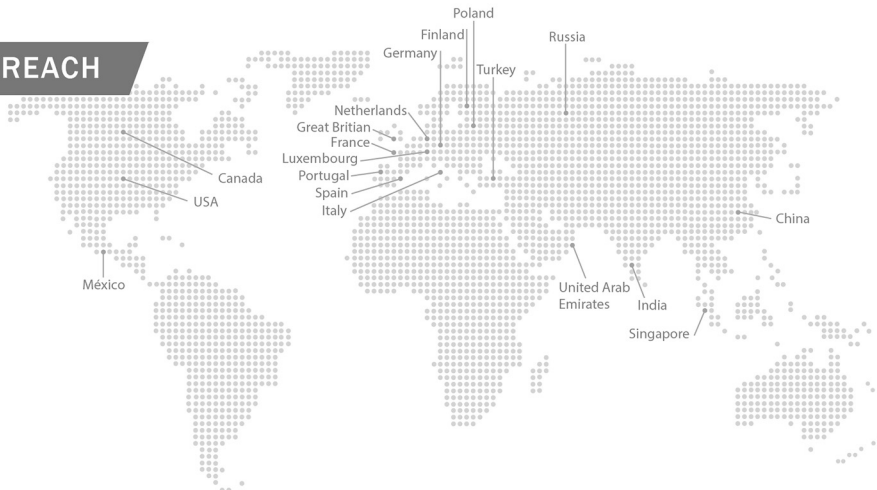 REACH
Poland
Finland
Russia
Germany
Turkey
Netherlands
Great Britian
France
Luxembourg
Portugal
Spain
Italy
Canada
USA
China
México
United Arab
Emirates
India
Singapore